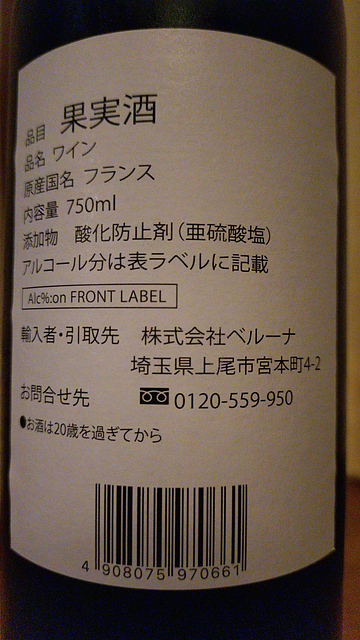 品目 果実酒
品名 ワイン
原産国名 フランス
内容量 750ml
添加物 酸化防止剤(亜硫酸塩)
アルコール分は表ラベルに記載
Alc%:on FRONT LABEL
輸入者・引取先 株式会社ベルーナ
埼玉県上尾市宮本町4-2
お問合せ先 0120-559-950
●お酒は20歳を過ぎてから
4 908075 970661